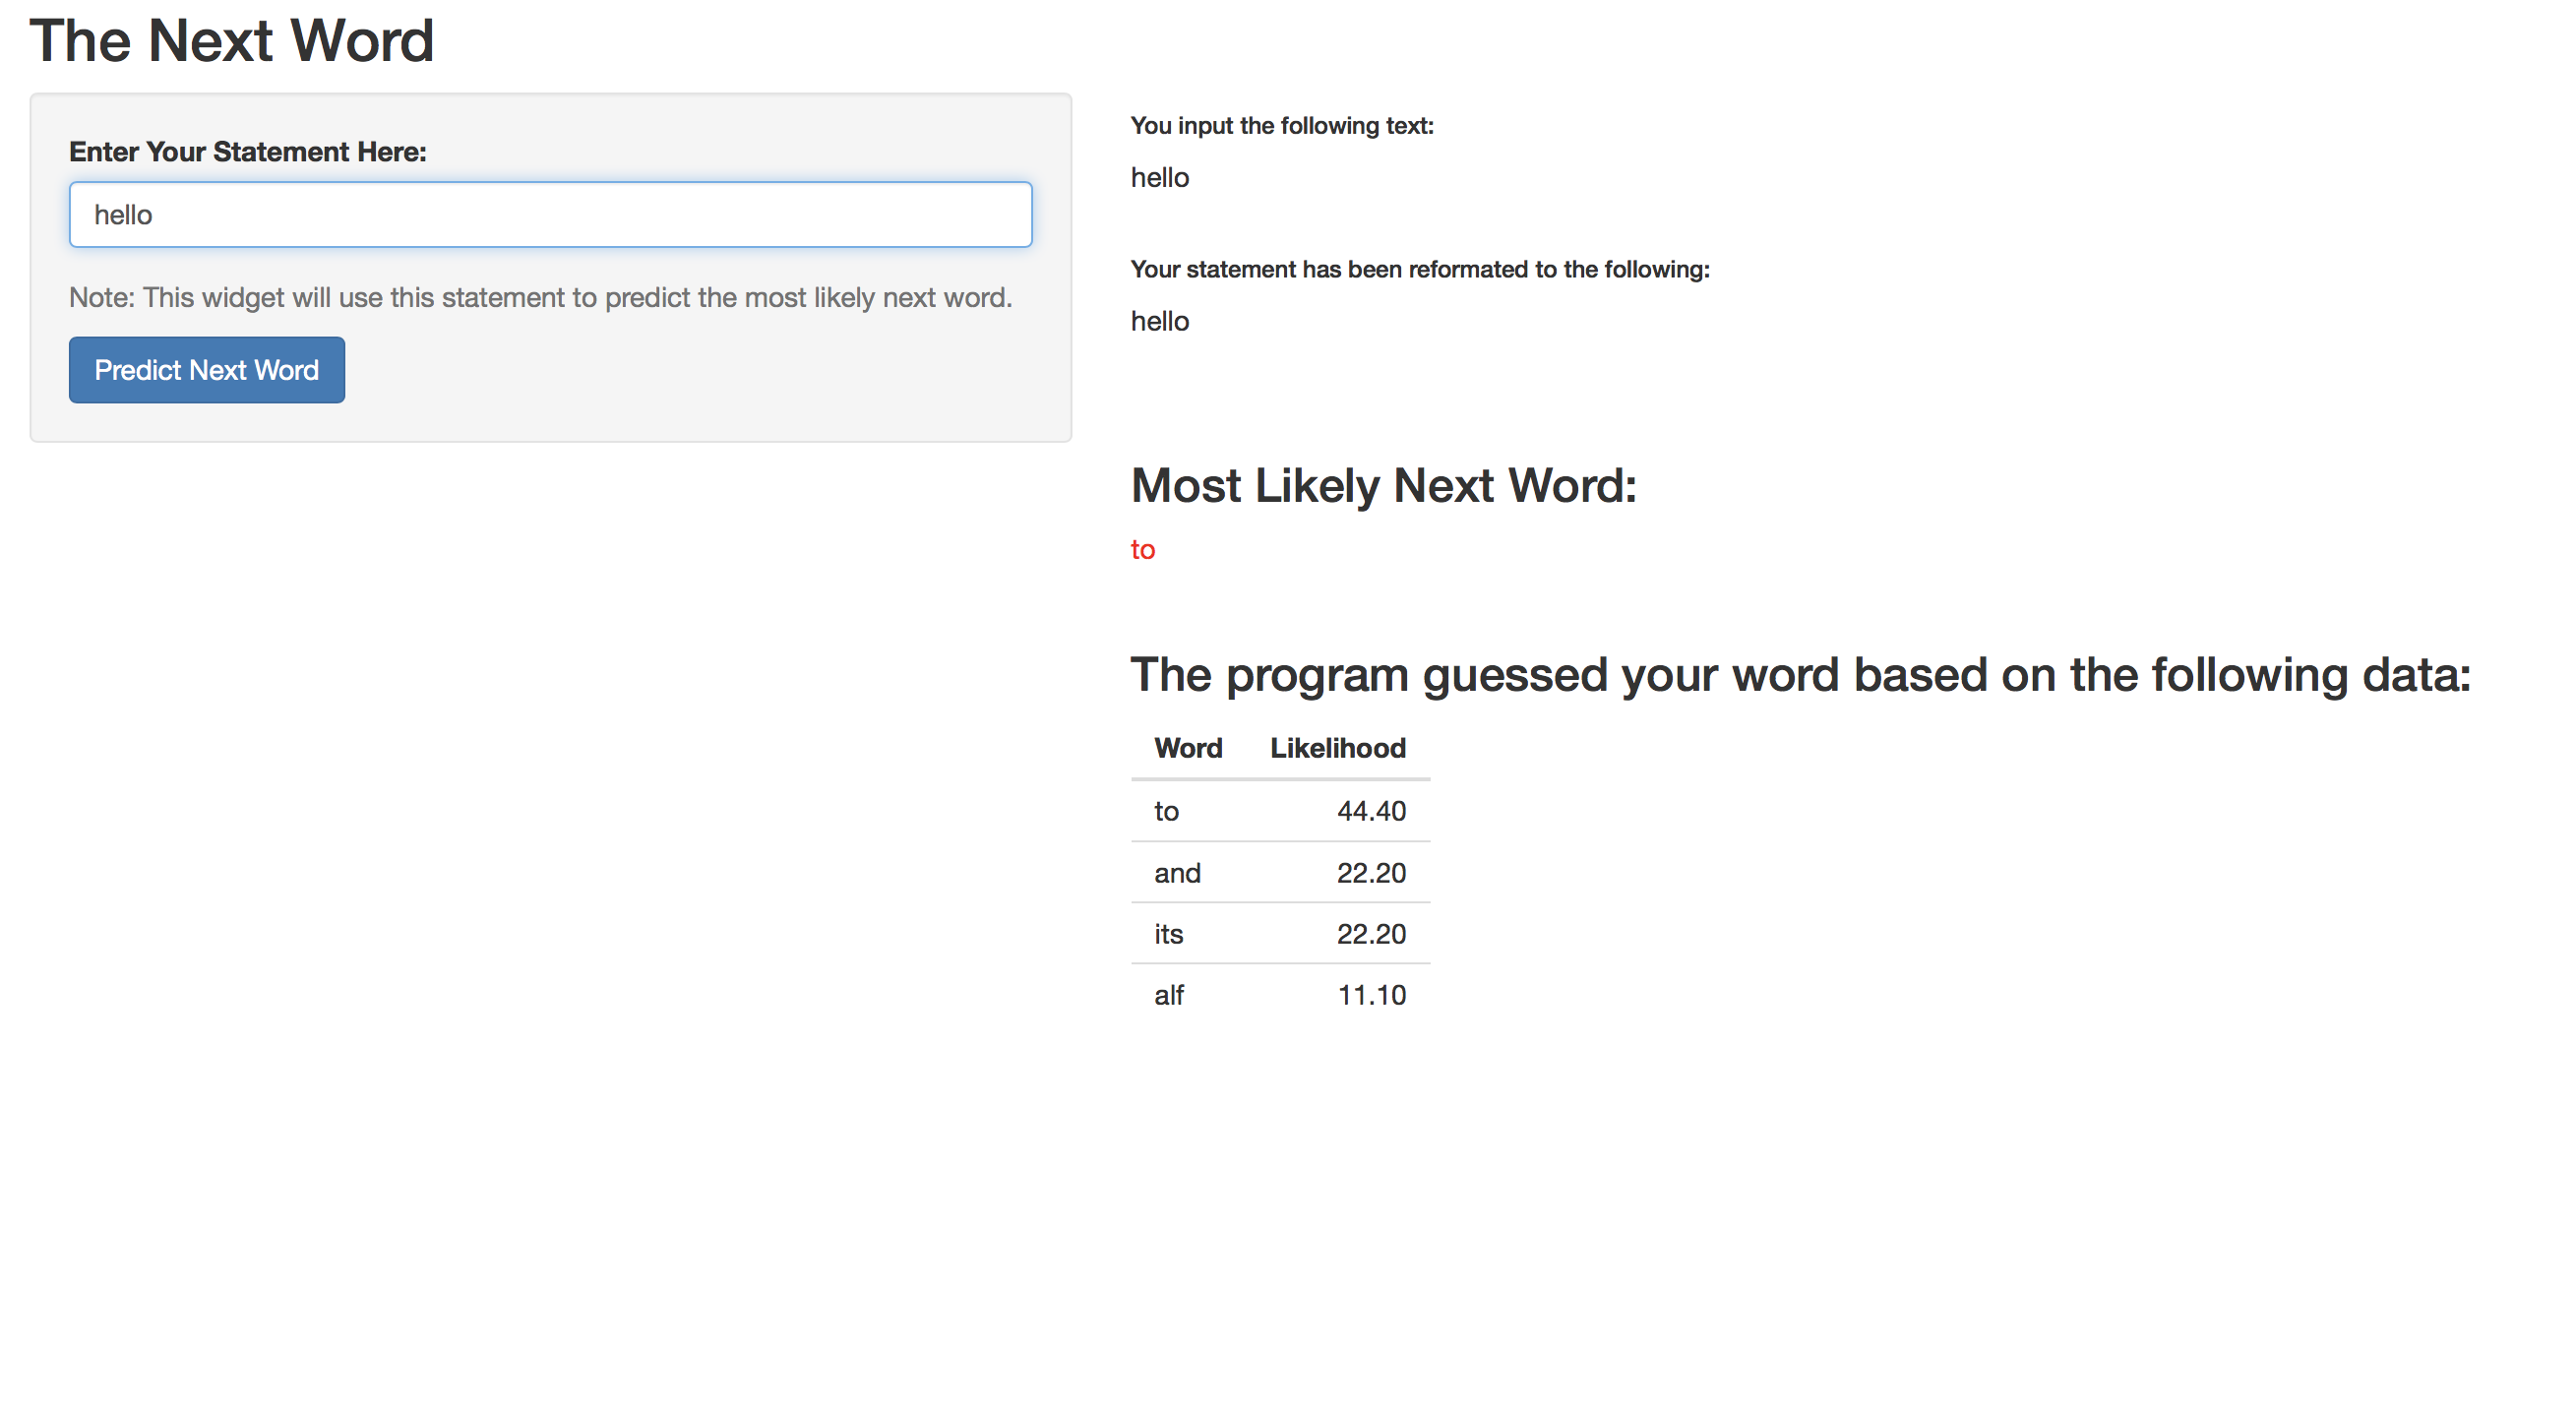 The Next Word
Enter Your Statement Here:
hello
Note: This widget will use this statement to predict the most likely next word.
Predict Next Word
You input the following text:
hello
Your statement has been reformated to the following:
hello
Most Likely Next Word:
to
The program guessed your word based on the following data:
Word Likelihood
to 44.40
and 22.20
its 22.20
alf 11.10